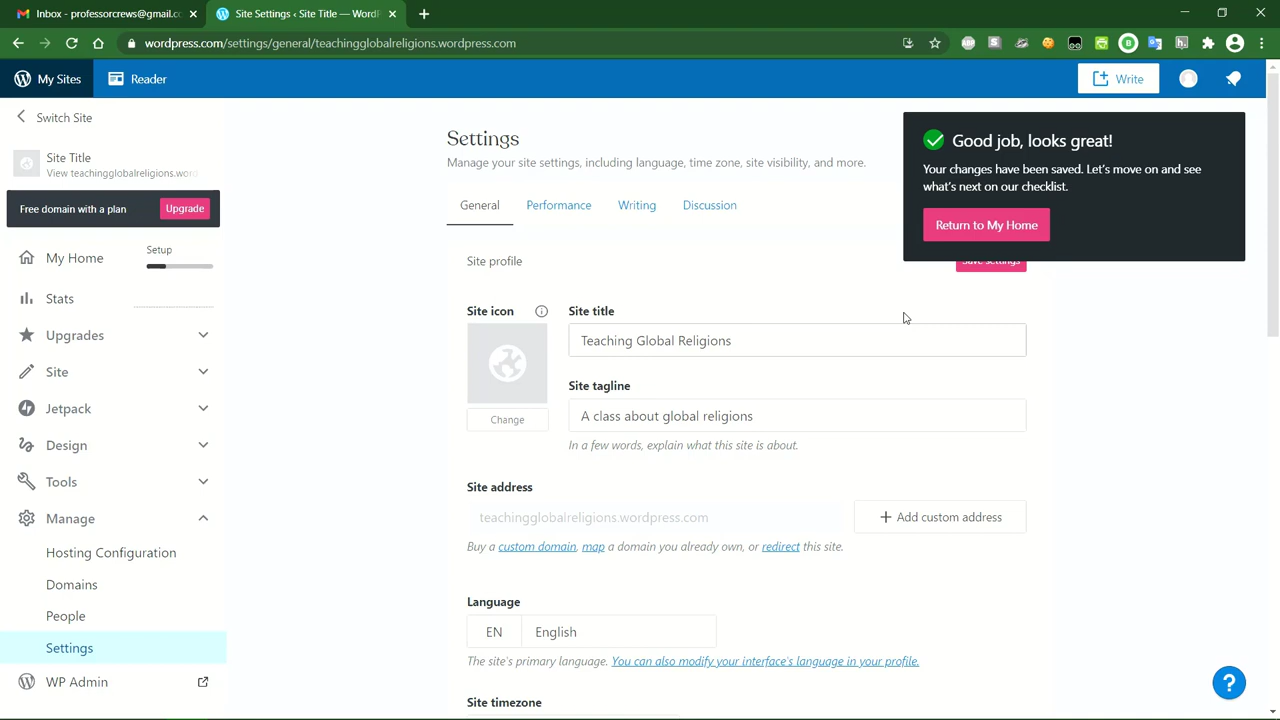 Inbox - professorcrews@gmail.co
Site Settings ‹ Site Title — WordP
wordpress.com/settings/general/teachingglobalreligions.wordpress.com
My Sites
Reader
Write
Switch Site
Site Title
View teachingglobalreligions.word
Free domain with a plan
Upgrade
My Home
Setup
Stats
Upgrades
Site
Jetpack
Design
Tools
Manage
Hosting Configuration
Domains
People
Settings
WP Admin
Settings
Manage your site settings, including language, time zone, site visibility, and more.
General
Performance
Writing
Discussion
Good job, looks great!
Your changes have been saved. Let's move on and see
what's next on our checklist.
Return to My Home
Site profile
Save settings
Site icon
Change
Site title
Teaching Global Religions
Site tagline
A class about global religions
In a few words, explain what this site is about.
Site address
teachingglobalreligions.wordpress.com
+ Add custom address
Buy a custom domain, map a domain you already own, or redirect this site.
Language
EN English
The site's primary language. You can also modify your interface's language in your profile.
Site timezone
?